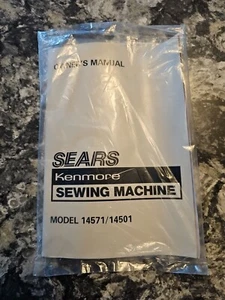 OWNER'S MANUAL
SEARS
Kenmore
SEWING MACHINE
MODEL 14571/14501